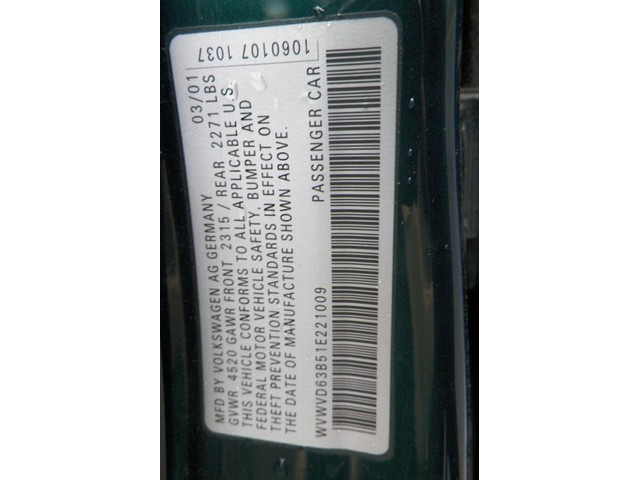 MFD BY VOLKSWAGEN AG GERMANY 03/01
GVWR 4520 GAWR FRONT 2315 / REAR 2271 LBS
THIS VEHICLE CONFORMS TO ALL APPLICABLE U.S.
FEDERAL MOTOR VEHICLE SAFETY, BUMPER AND
THEFT PREVENTION STANDARDS IN EFFECT ON
THE DATE OF MANUFACTURE SHOWN ABOVE.
WVWVD63B51E221009 PASSENGER CAR
1060107 1037